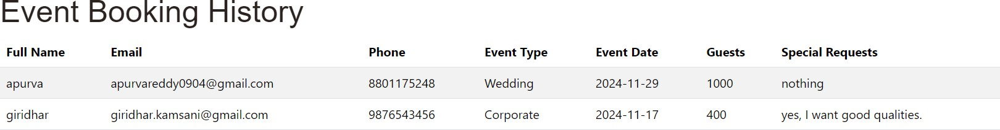 Event Booking History
Full Name Email Phone Event Type Event Date Guests Special Requests
apurva apurvareddy0904@gmail.com 8801175248 Wedding 2024-11-29 1000 nothing
giridhar giridhar.kamsani@gmail.com 9876543456 Corporate 2024-11-17 400 yes, I want good qualities.